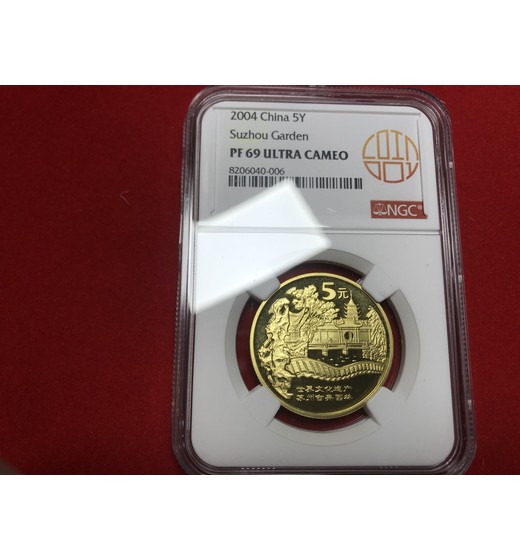 2004 China 5Y
Suzhou Garden
PF 69 ULTRA CAMEO
8206040-006
COIN
NGC®
5元
世界文化遗产
苏州古典园林